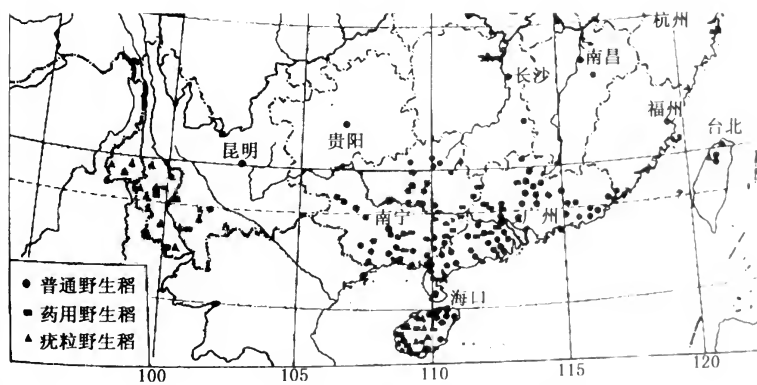 杭州
南昌
长沙
福州
贵阳
台北
昆明
南宁
广州
海口
普通野生稻
药用野生稻
疣粒野生稻
100
105
110
115
120